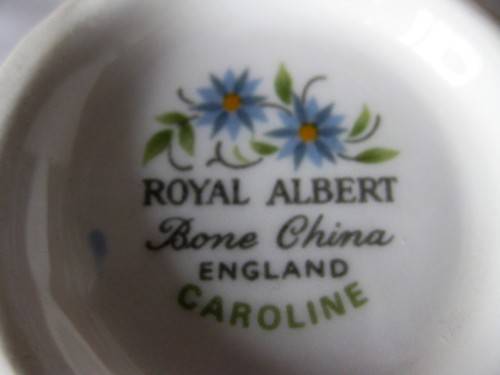 ROYAL ALBERT
Bone China
ENGLAND
CAROLINE